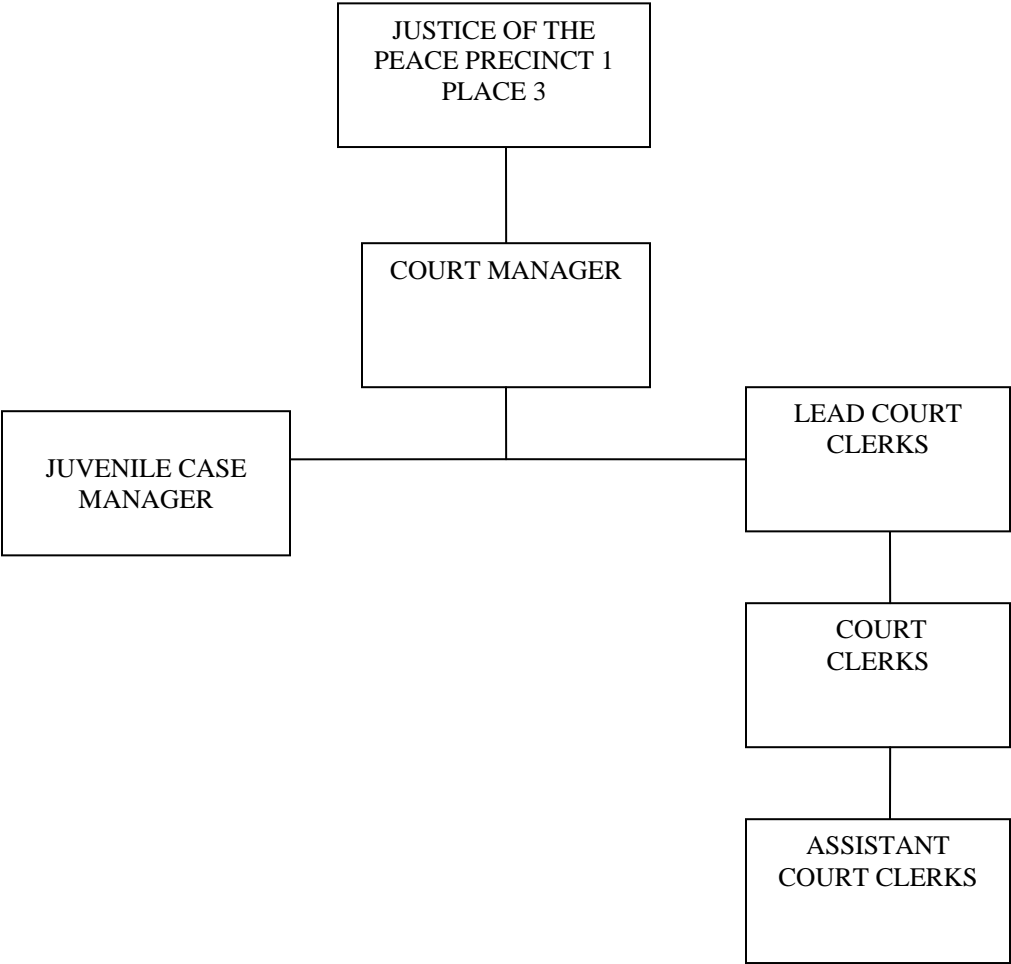 JUSTICE OF THE
PEACE PRECINCT 1
PLACE 3
COURT MANAGER
JUVENILE CASE
MANAGER
LEAD COURT
CLERKS
COURT
CLERKS
ASSISTANT
COURT CLERKS